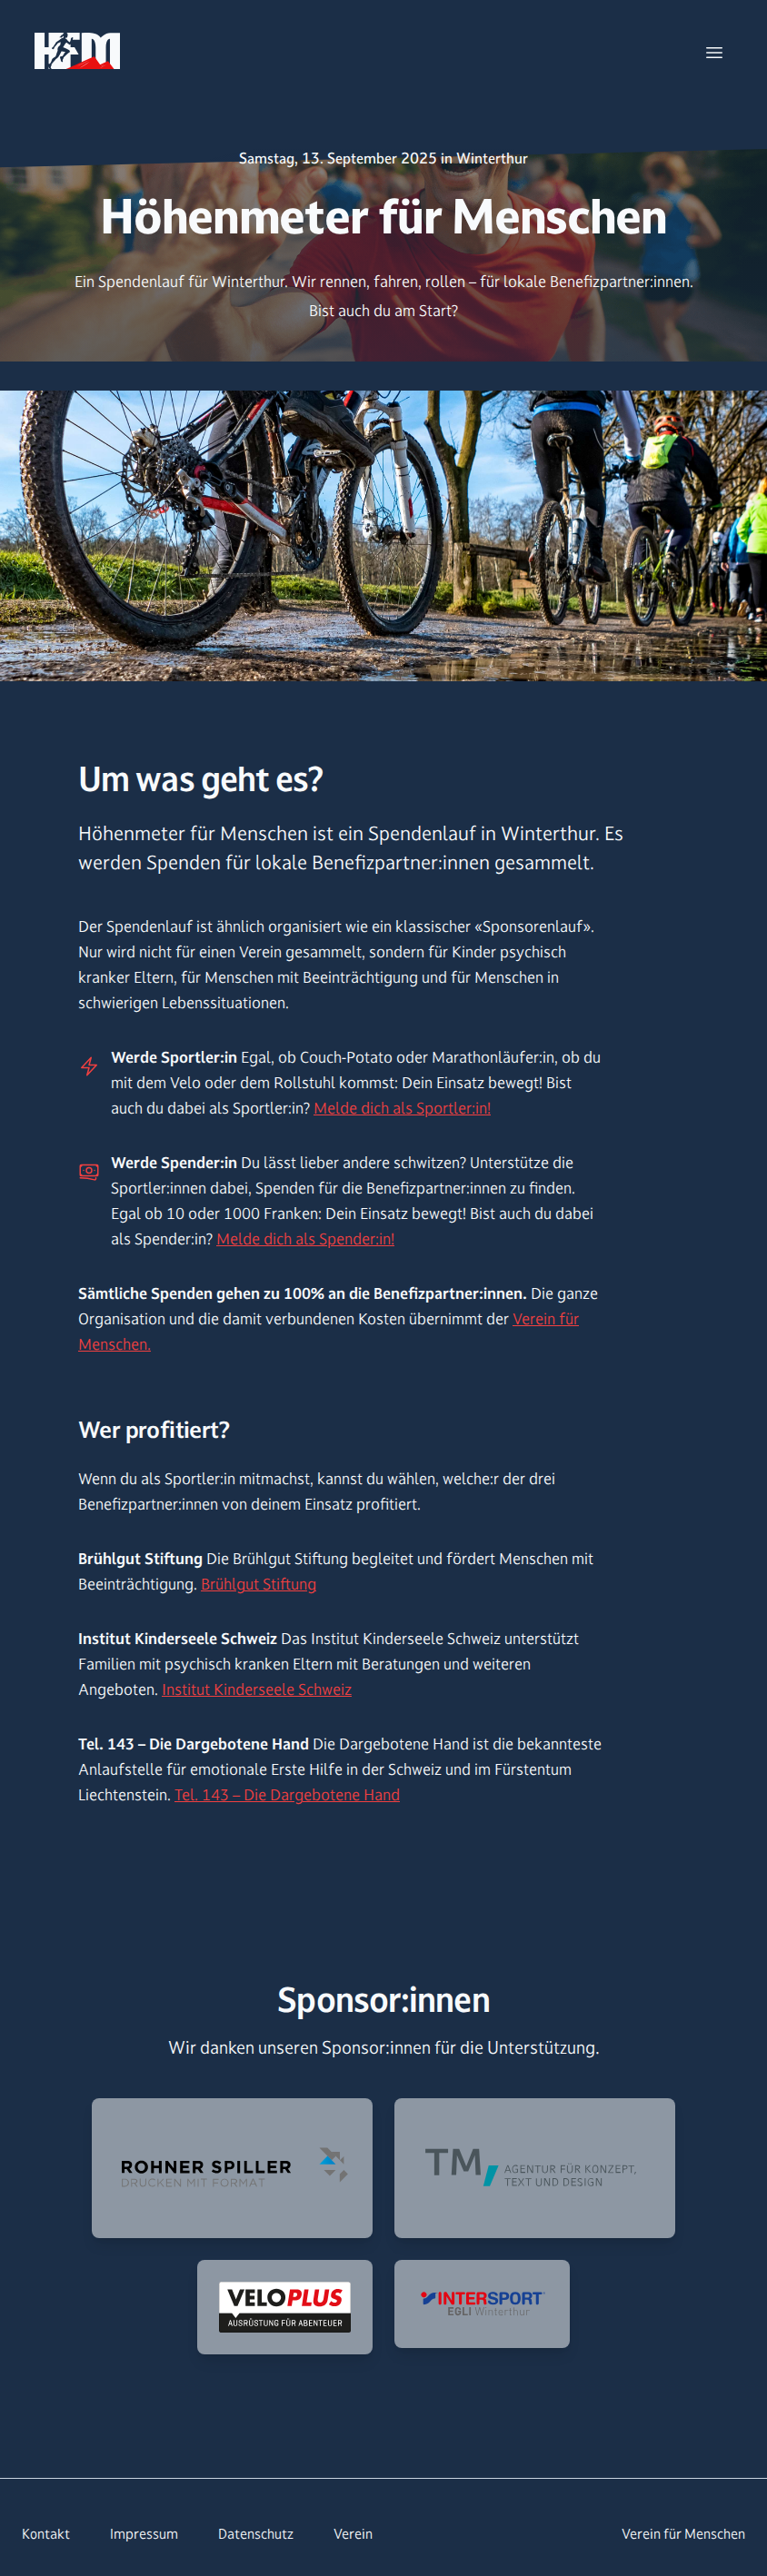 HFM
Samstag, 13. September 2025 in Winterthur
Höhenmeter für Menschen
Ein Spendenlauf für Winterthur. Wir rennen, fahren, rollen – für lokale Benefizpartner:innen.
Bist auch du am Start?
Um was geht es?
Höhenmeter für Menschen ist ein Spendenlauf in Winterthur. Es
werden Spenden für lokale Benefizpartner:innen gesammelt.
Der Spendenlauf ist ähnlich organisiert wie ein klassischer «Sponsorenlauf».
Nur wird nicht für einen Verein gesammelt, sondern für Kinder psychisch
kranker Eltern, für Menschen mit Beeinträchtigung und für Menschen in
schwierigen Lebenssituationen.
Werde Sportler:in Egal, ob Couch-Potato oder Marathonläufer:in, ob du
mit dem Velo oder dem Rollstuhl kommst: Dein Einsatz bewegt! Bist
auch du dabei als Sportler:in? Melde dich als Sportler:in!
Werde Spender:in Du lässt lieber andere schwitzen? Unterstütze die
Sportler:innen dabei, Spenden für die Benefizpartner:innen zu finden.
Egal ob 10 oder 1000 Franken: Dein Einsatz bewegt! Bist auch du dabei
als Spender:in? Melde dich als Spender:in!
Sämtliche Spenden gehen zu 100% an die Benefizpartner:innen. Die ganze
Organisation und die damit verbundenen Kosten übernimmt der Verein für
Menschen.
Wer profitiert?
Wenn du als Sportler:in mitmachst, kannst du wählen, welche:r der drei
Benefizpartner:innen von deinem Einsatz profitiert.
Brühlgut Stiftung Die Brühlgut Stiftung begleitet und fördert Menschen mit
Beeinträchtigung. Brühlgut Stiftung
Institut Kinderseele Schweiz Das Institut Kinderseele Schweiz unterstützt
Familien mit psychisch kranken Eltern mit Beratungen und weiteren
Angeboten. Institut Kinderseele Schweiz
Tel. 143 – Die Dargebotene Hand Die Dargebotene Hand ist die bekannteste
Anlaufstelle für emotionale Erste Hilfe in der Schweiz und im Fürstentum
Liechtenstein. Tel. 143 – Die Dargebotene Hand
Sponsor:innen
Wir danken unseren Sponsor:innen für die Unterstützung.
ROHNER SPILLER
DRUCKEN MIT FORMAT
TM,
AGENTUR FÜR KONZEPT,
TEXT UND DESIGN
VELOPLUS
AUSRÜSTUNG FÜR ABENTEUER
INTERSPORT
EGLI Winterthur
Kontakt
Impressum
Datenschutz
Verein
Verein für Menschen